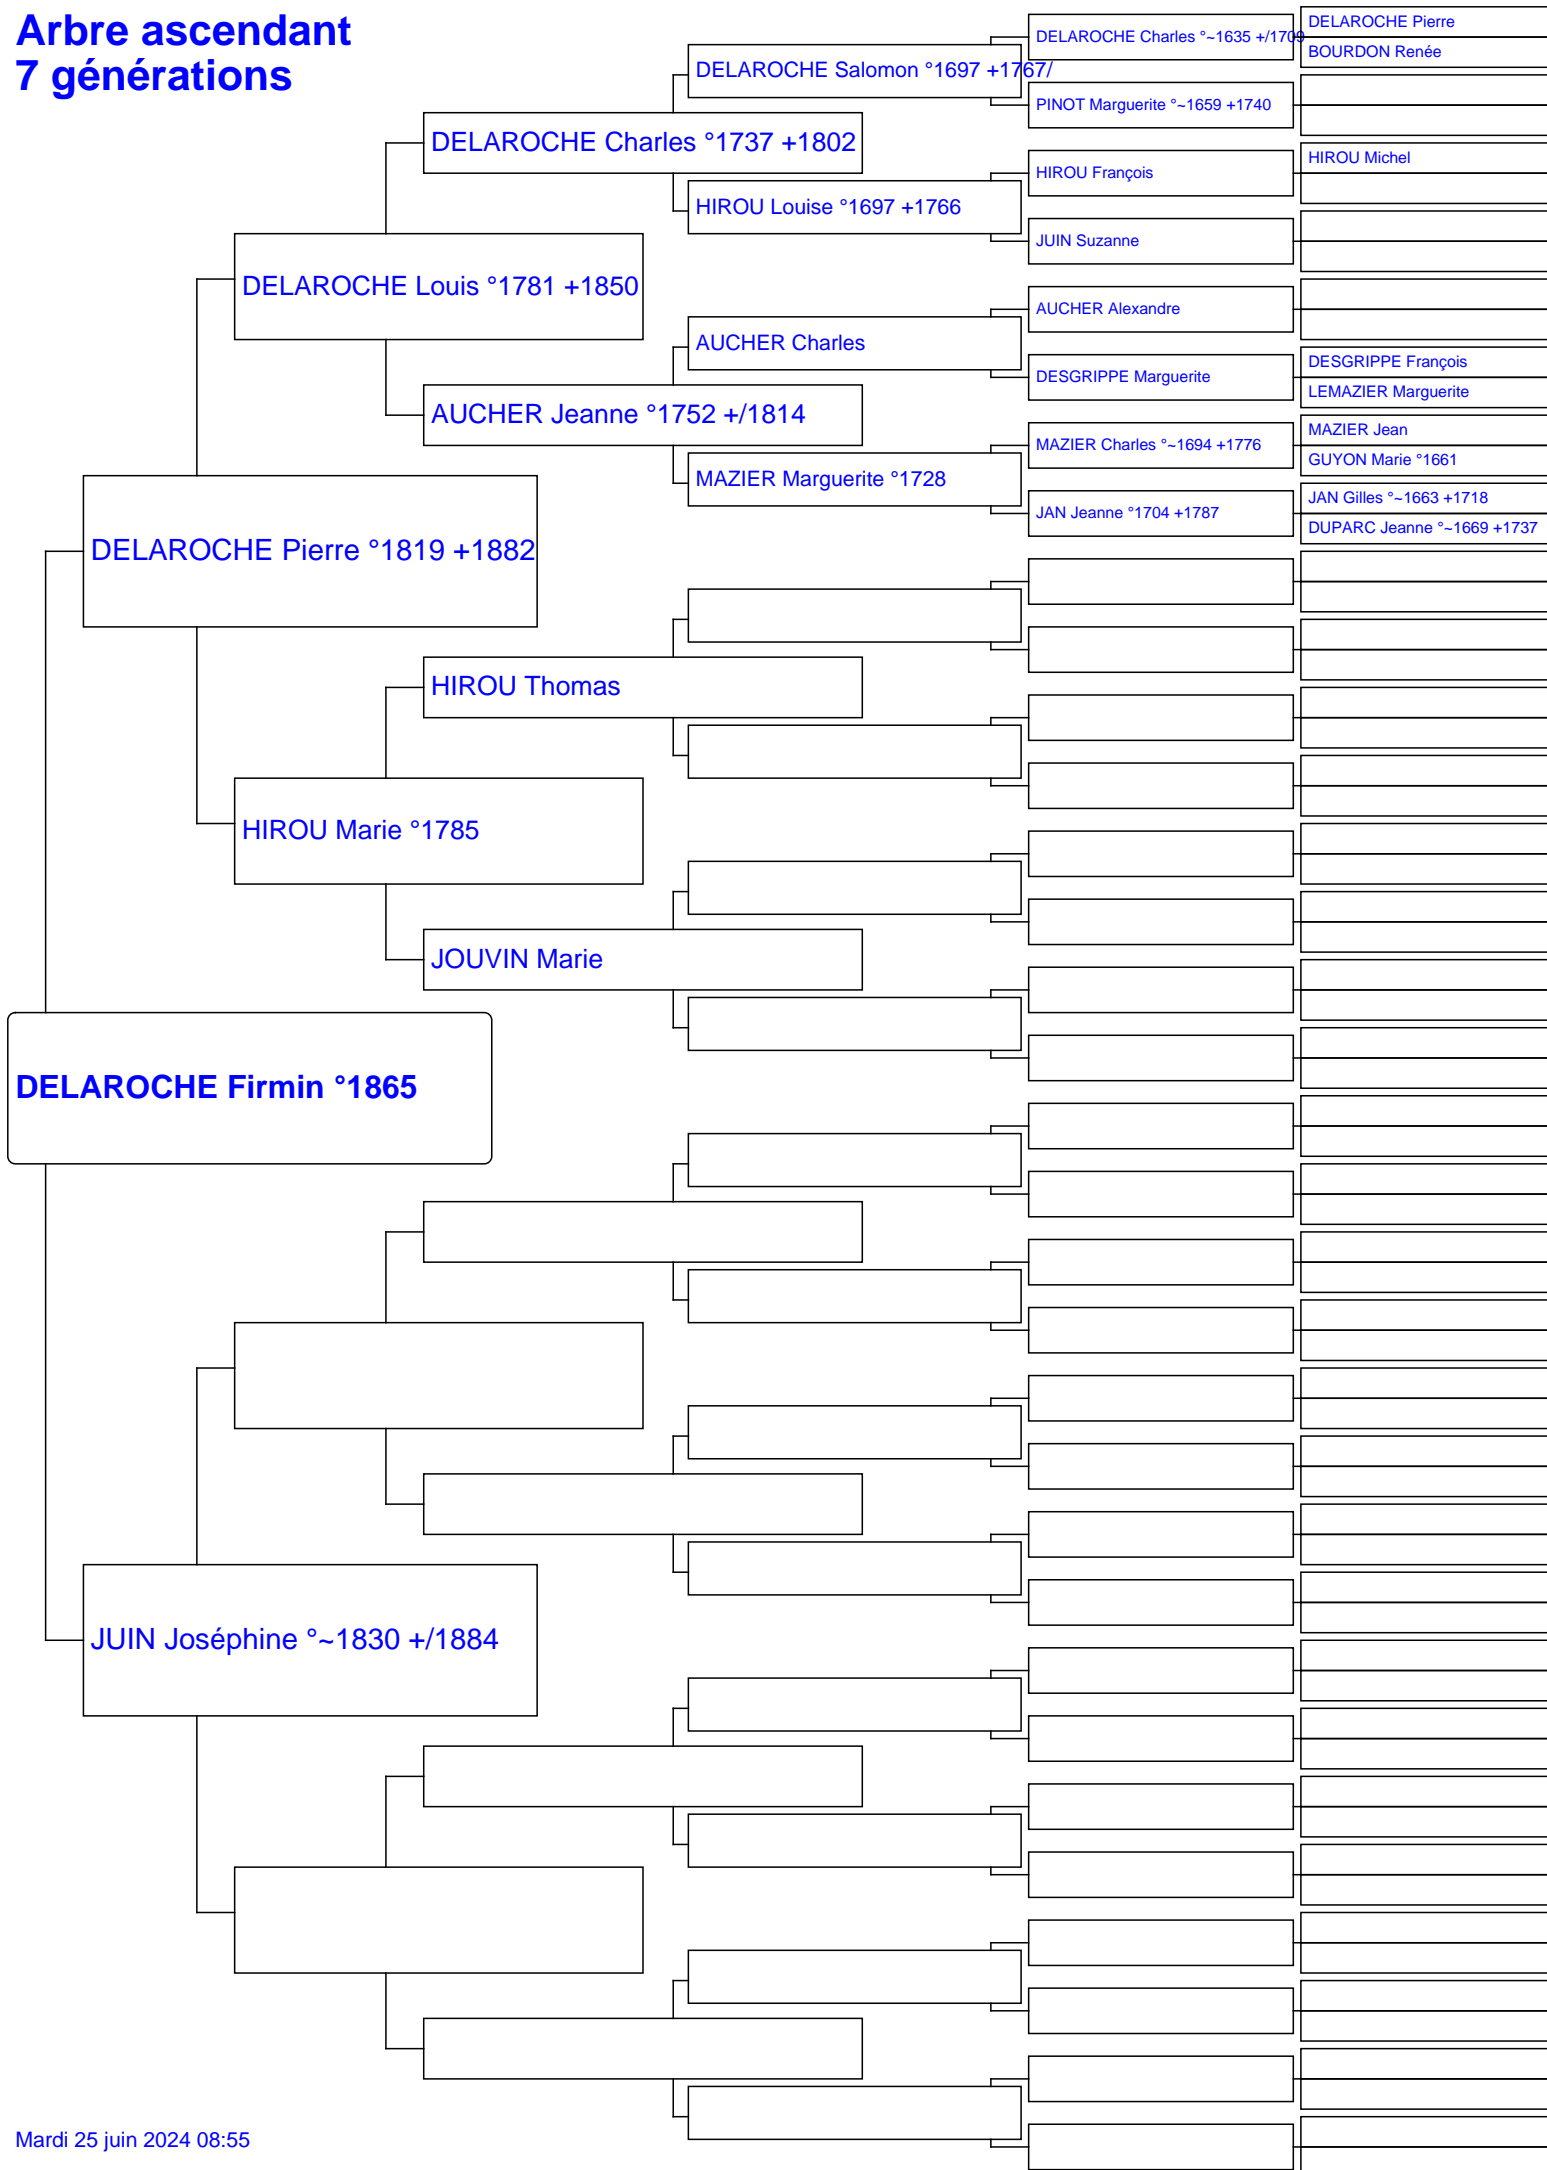 Arbre ascendant
7 générations
DELAROCHE Pierre
BOURDON Renée
DELAROCHE Charles °~1635 +/1709
DELAROCHE Salomon °1697 +1767/
PINOT Marguerite °~1659 +1740
DELAROCHE Charles °1737 +1802
HIROU Michel
HIROU François
HIROU Louise °1697 +1766
JUIN Suzanne
DELAROCHE Louis °1781 +1850
AUCHER Alexandre
AUCHER Charles
DESGRIPPE François
LEMAZIER Marguerite
DESGRIPPE Marguerite
AUCHER Jeanne °1752 +/1814
MAZIER Jean
GUYON Marie °1661
MAZIER Charles °~1694 +1776
MAZIER Marguerite °1728
JAN Gilles °~1663 +1718
DUPARC Jeanne °~1669 +1737
JAN Jeanne °1704 +1787
DELAROCHE Pierre °1819 +1882
HIROU Thomas
HIROU Marie °1785
JOUVIN Marie
DELAROCHE Firmin °1865
JUIN Joséphine °~1830 +/1884
Mardi 25 juin 2024 08:55